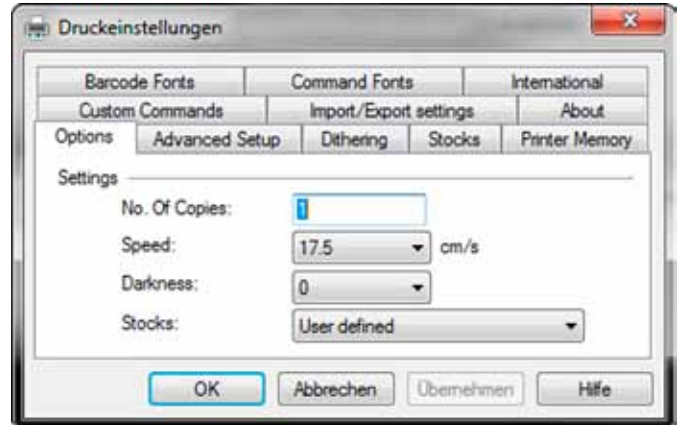 Druckeinstellungen
Barcode Fonts Command Fonts International
Custom Commands Import/Export settings About
Options Advanced Setup Dithering Stocks Printer Memory
Settings
No. Of Copies: 1
Speed: 17.5 cm/s
Darkness: 0
Stocks: User defined
OK Abbrechen Übernehmen Hilfe